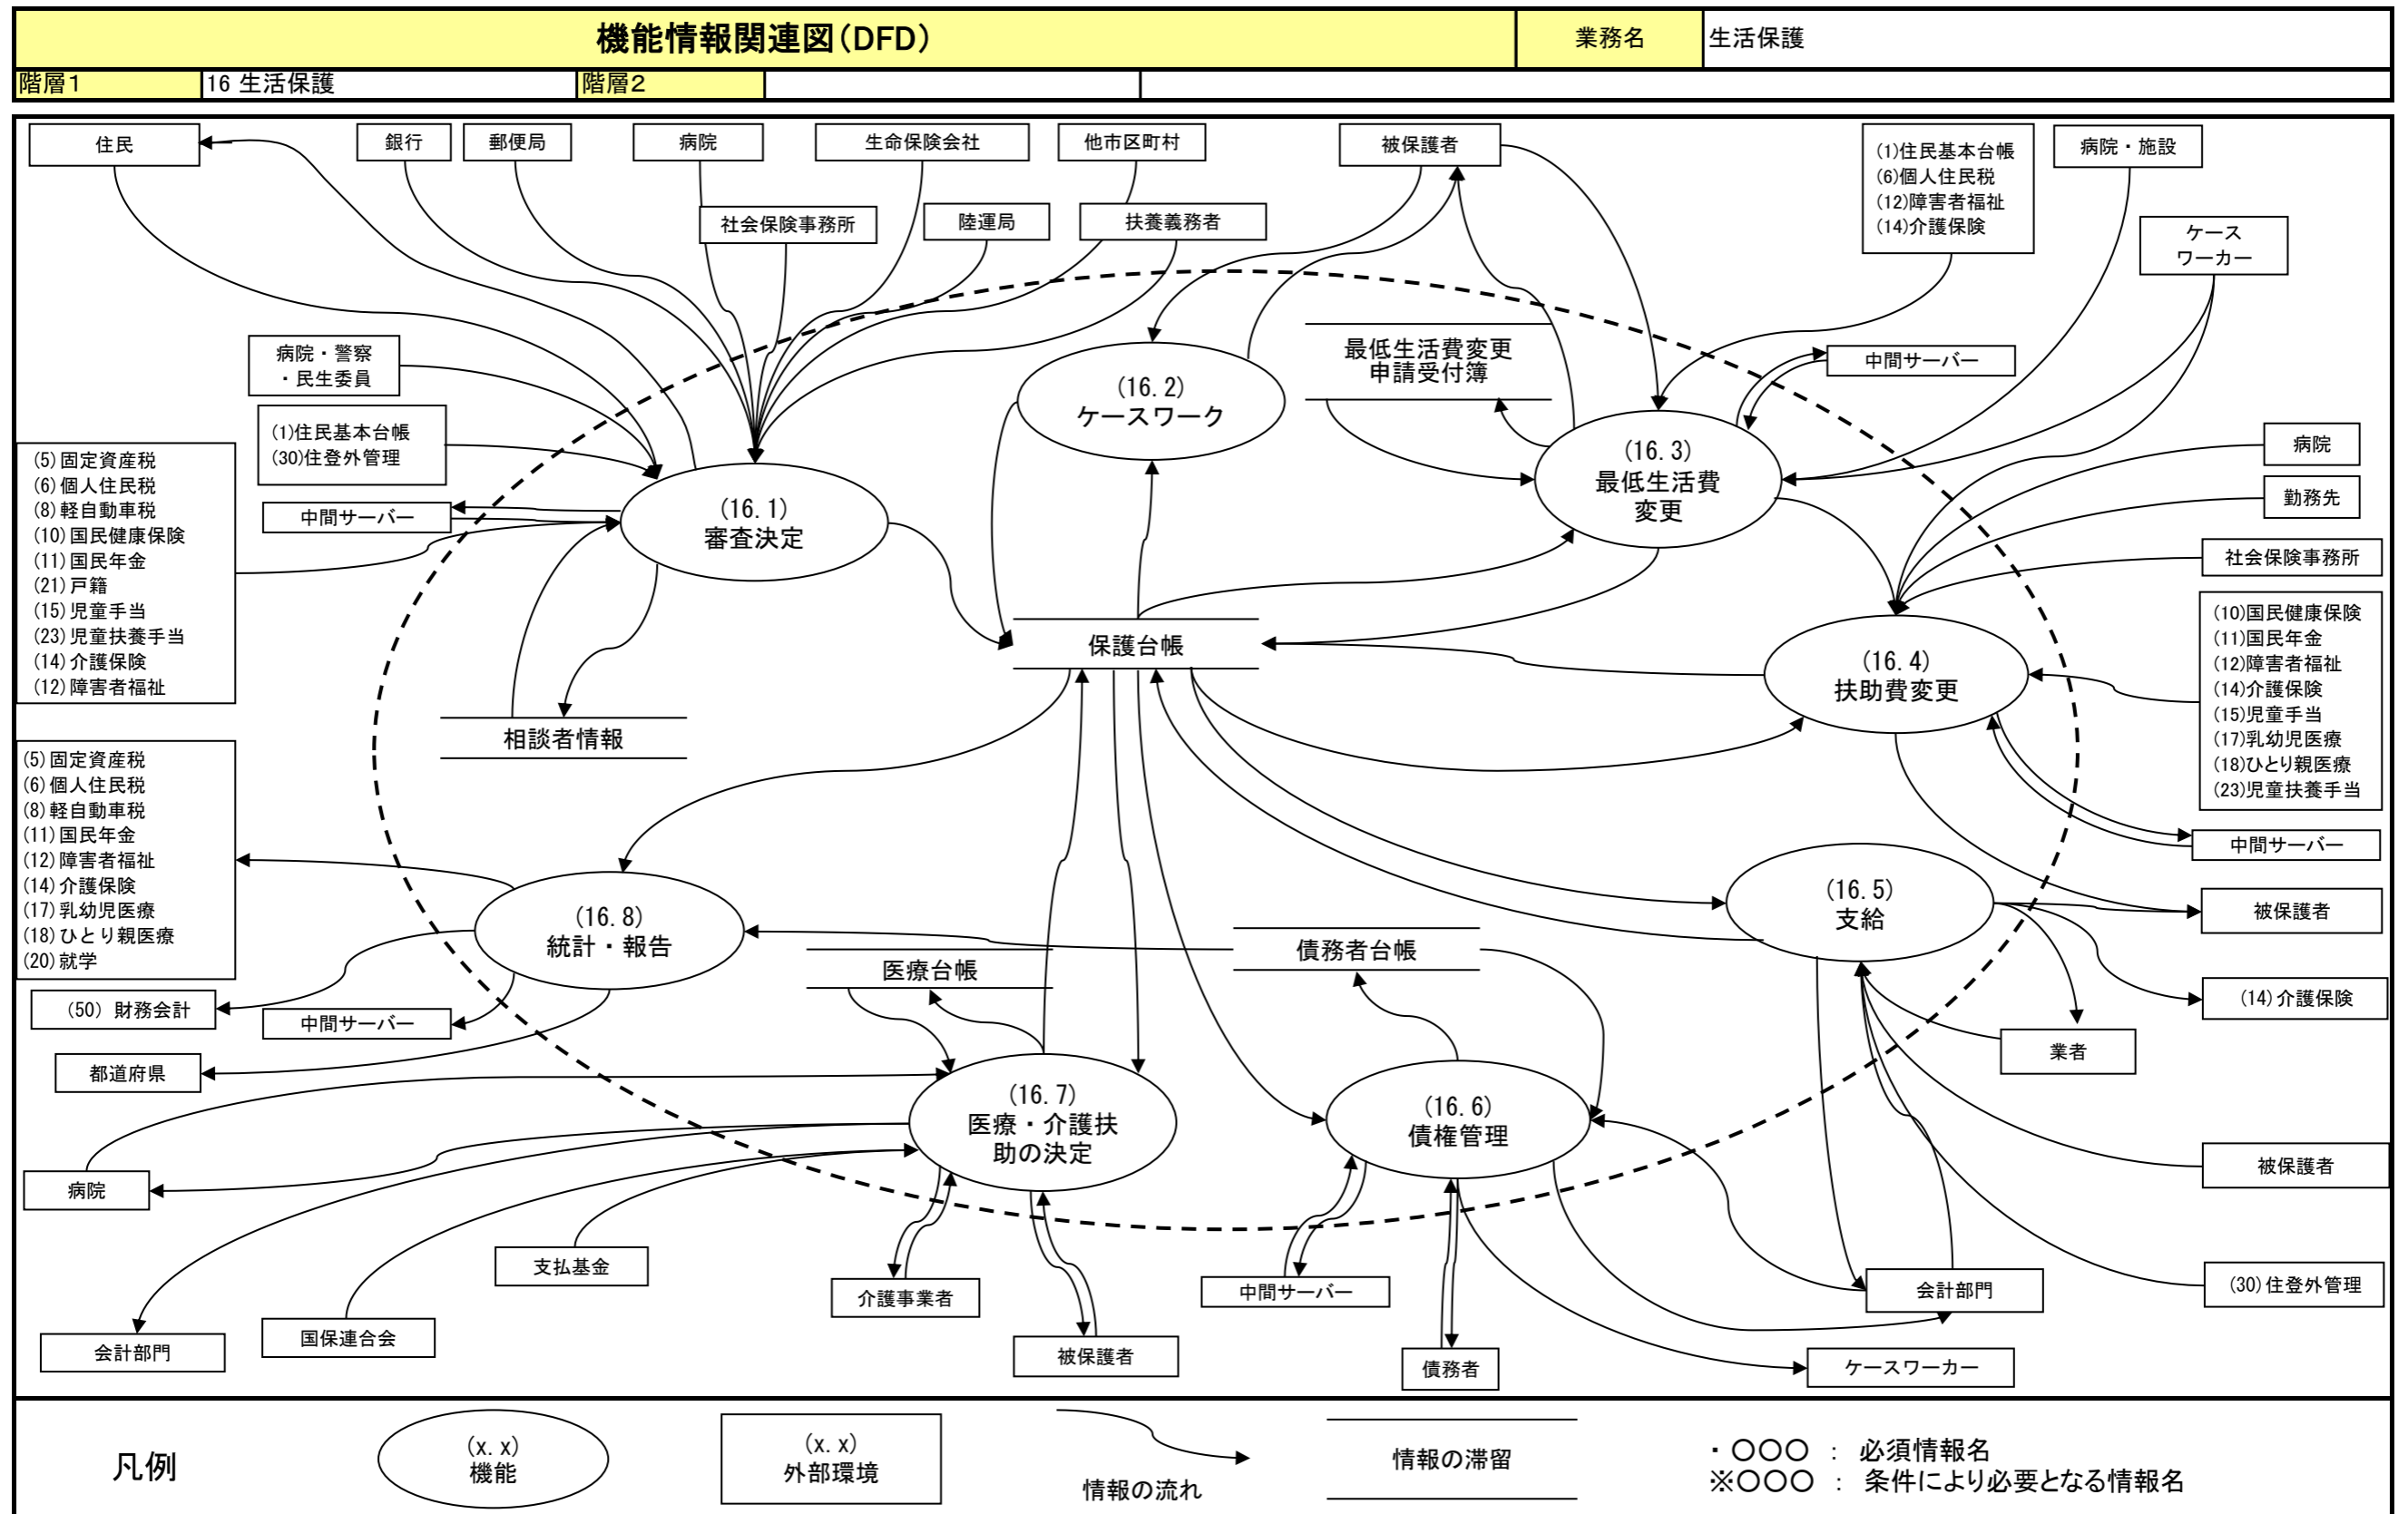 機能情報関連図(DFD)
業務名
生活保護
階層1
16 生活保護
階層2
住民
銀行
郵便局
病院
生命保険会社
他市区町村
被保護者
(1)住民基本台帳
(6)個人住民税
(12)障害者福祉
(14)介護保険
病院・施設
社会保険事務所
陸運局
扶養義務者
ケース
ワーカー
病院・警察
・民生委員
最低生活費変更
申請受付簿
中間サーバー
(16.2)
ケースワーク
(1)住民基本台帳
(30)住登外管理
(16.3)
最低生活費
変更
病院
(5)固定資産税
(6)個人住民税
(8)軽自動車税
(10)国民健康保険
(11)国民年金
(21)戸籍
(15)児童手当
(23)児童扶養手当
(14)介護保険
(12)障害者福祉
中間サーバー
(16.1)
審査決定
勤務先
社会保険事務所
保護台帳
(16.4)
扶助費変更
(10)国民健康保険
(11)国民年金
(12)障害者福祉
(14)介護保険
(15)児童手当
(17)乳幼児医療
(18)ひとり親医療
(23)児童扶養手当
相談者情報
(5)固定資産税
(6)個人住民税
(8)軽自動車税
(11)国民年金
(12)障害者福祉
(14)介護保険
(17)乳幼児医療
(18)ひとり親医療
(20)就学
中間サーバー
(16.5)
支給
被保護者
(16.8)
統計・報告
医療台帳
債務者台帳
(50) 財務会計
中間サーバー
(14)介護保険
都道府県
業者
(16.7)
医療・介護扶
助の決定
(16.6)
債権管理
病院
被保護者
支払基金
介護事業者
中間サーバー
会計部門
(30)住登外管理
会計部門
国保連合会
被保護者
債務者
ケースワーカー
凡例
(x.x)
機能
(x.x)
外部環境
情報の流れ
情報の滞留
・○○○ : 必須情報名
※○○○ : 条件により必要となる情報名